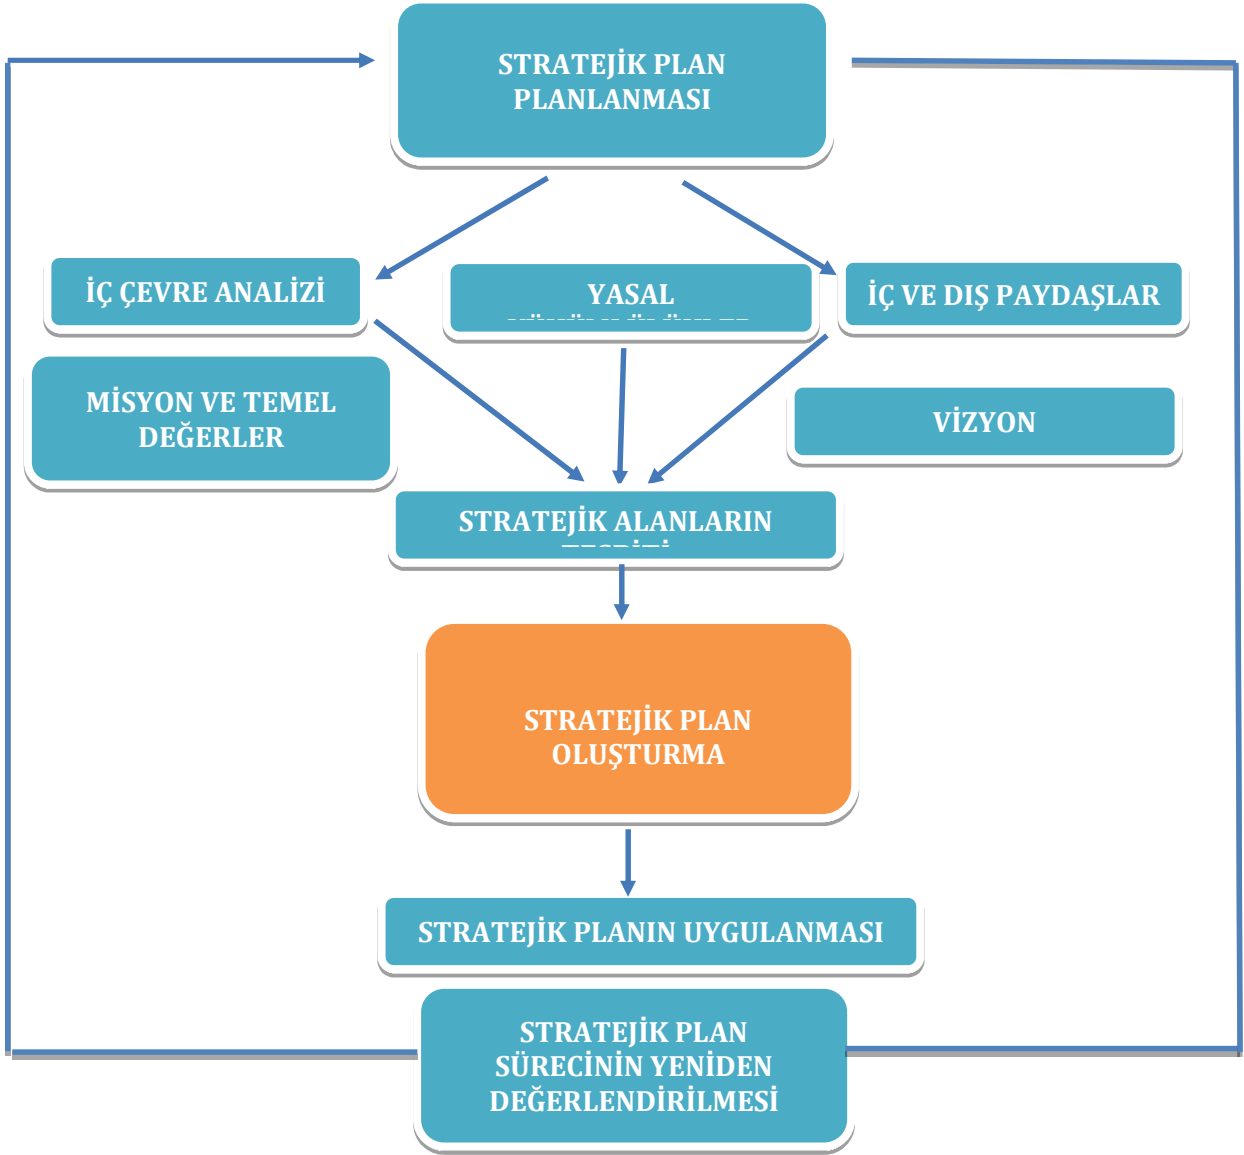 STRATEJİK PLAN
PLANLANMASI
İÇ ÇEVRE ANALİZİ
YASAL
İÇ VE DIŞ PAYDAŞLAR
MİSYON VE TEMEL
DEĞERLER
VİZYON
STRATEJİK ALANLARIN
STRATEJİK PLAN
OLUŞTURMA
STRATEJİK PLANIN UYGULANMASI
STRATEJİK PLAN
SÜRECİNİN YENİDEN
DEĞERLENDİRİLMESİ